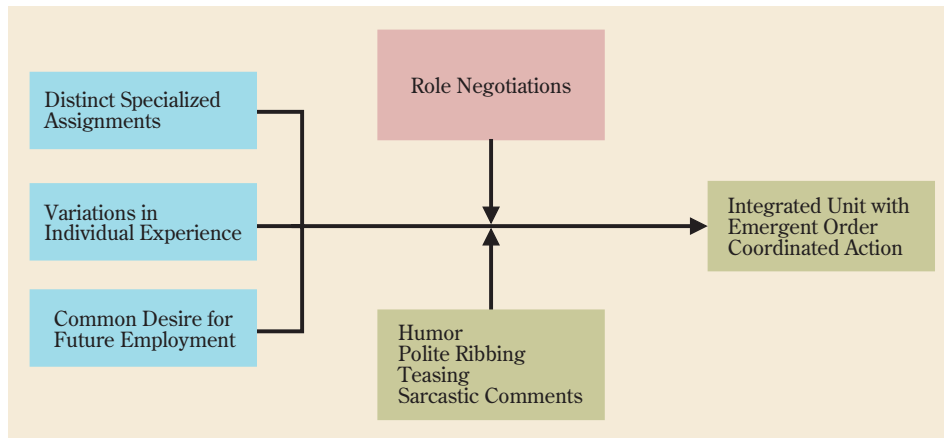 Distinct Specialized
Assignments
Variations in
Individual Experience
Common Desire for
Future Employment
Role Negotiations
Humor
Polite Ribbing
Teasing
Sarcastic Comments
Integrated Unit with
Emergent Order
Coordinated Action